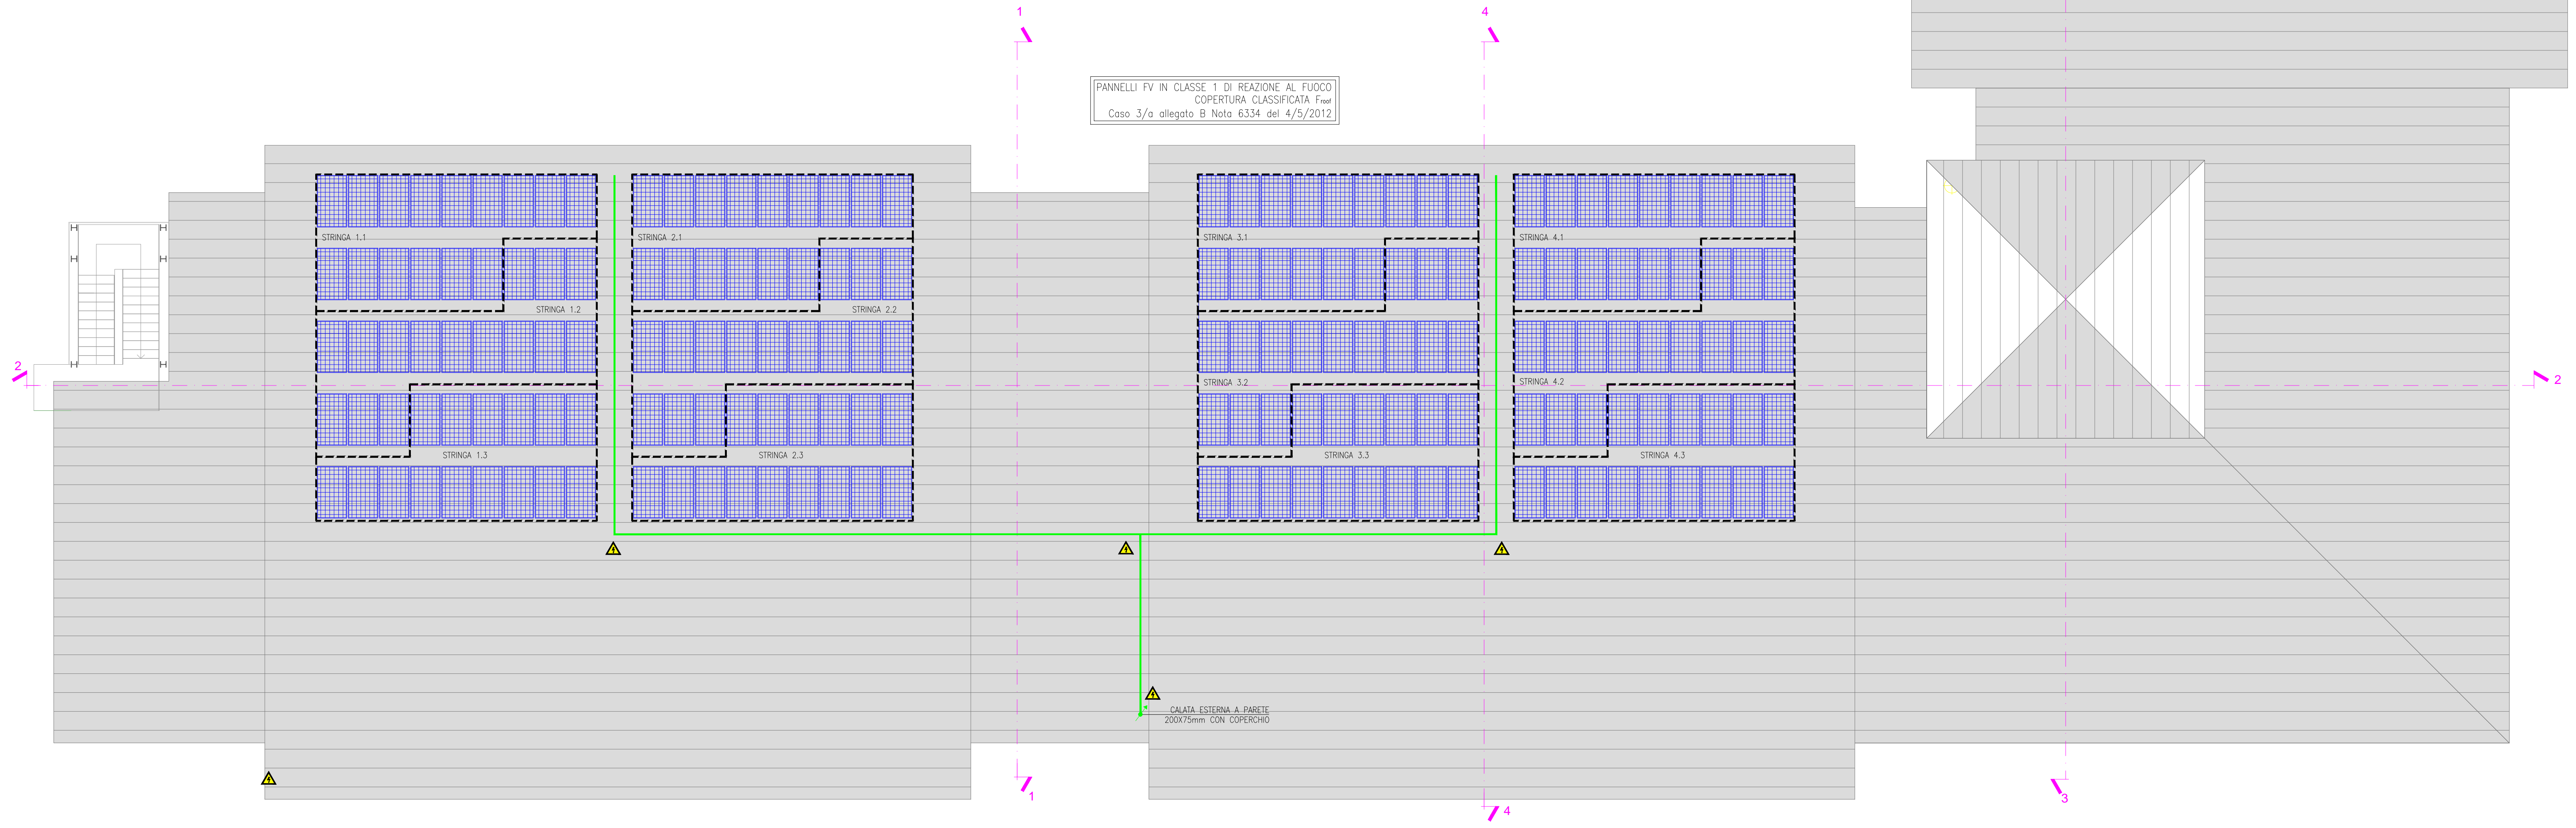 1
4
PANNELLI FV IN CLASSE 1 DI REAZIONE AL FUOCO
COPERTURA CLASSIFICATA Froof
Caso 3/a allegato B Nota 6334 del 4/5/2012
STRINGA 1.1
STRINGA 2.1
STRINGA 3.1
STRINGA 4.1
STRINGA 1.2
STRINGA 2.2
2
STRINGA 3.2
STRINGA 4.2
2
STRINGA 1.3
STRINGA 2.3
STRINGA 3.3
STRINGA 4.3
CALATA ESTERNA A PARETE
200X75mm CON COPERCHIO
1
4
3